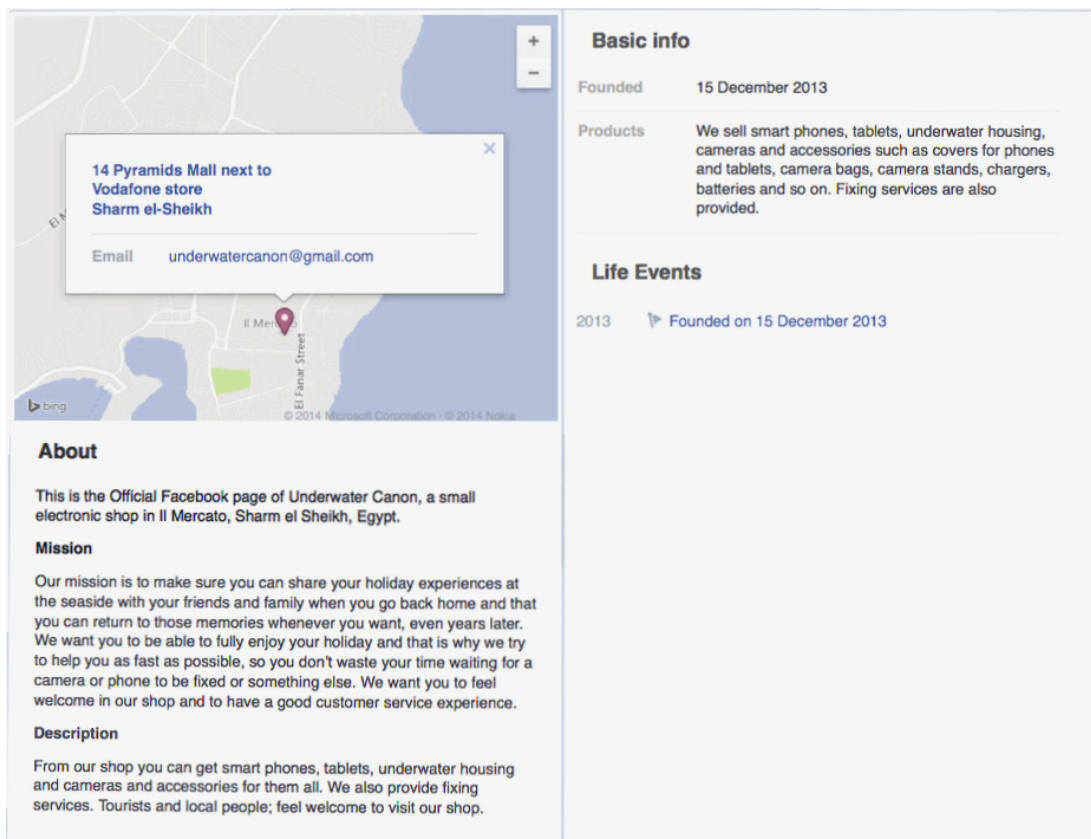 +
−
14 Pyramids Mall next to
Vodafone store
Sharm el-Sheikh
Email underwatercanon@gmail.com
Il Mercato
El Fanar Street
bing
© 2014 Microsoft Corporation · © 2014 Nokia
About
This is the Official Facebook page of Underwater Canon, a small
electronic shop in Il Mercato, Sharm el Sheikh, Egypt.
Mission
Our mission is to make sure you can share your holiday experiences at
the seaside with your friends and family when you go back home and that
you can return to those memories whenever you want, even years later.
We want you to be able to fully enjoy your holiday and that is why we try
to help you as fast as possible, so you don't waste your time waiting for a
camera or phone to be fixed or something else. We want you to feel
welcome in our shop and to have a good customer service experience.
Description
From our shop you can get smart phones, tablets, underwater housing
and cameras and accessories for them all. We also provide fixing
services. Tourists and local people; feel welcome to visit our shop.
Basic info
Founded 15 December 2013
Products We sell smart phones, tablets, underwater housing,
cameras and accessories such as covers for phones
and tablets, camera bags, camera stands, chargers,
batteries and so on. Fixing services are also
provided.
Life Events
2013 Founded on 15 December 2013